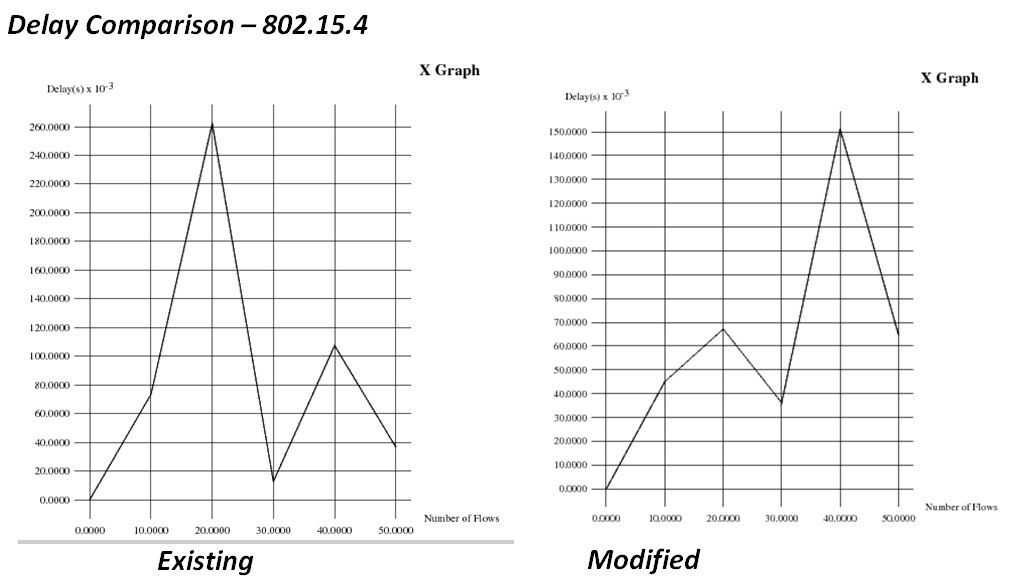 Delay Comparison – 802.15.4
X Graph
Delay(s) x 10-3
260.0000
240.0000
220.0000
200.0000
180.0000
160.0000
140.0000
120.0000
100.0000
80.0000
60.0000
40.0000
20.0000
0.0000
0.0000 10.0000 20.0000 30.0000 40.0000 50.0000
Number of Flows
Existing
X Graph
Delay(s) x 10-3
150.0000
140.0000
130.0000
120.0000
110.0000
100.0000
90.0000
80.0000
70.0000
60.0000
50.0000
40.0000
30.0000
20.0000
10.0000
0.0000
0.0000 10.0000 20.0000 30.0000 40.0000 50.0000
Number of Flows
Modified